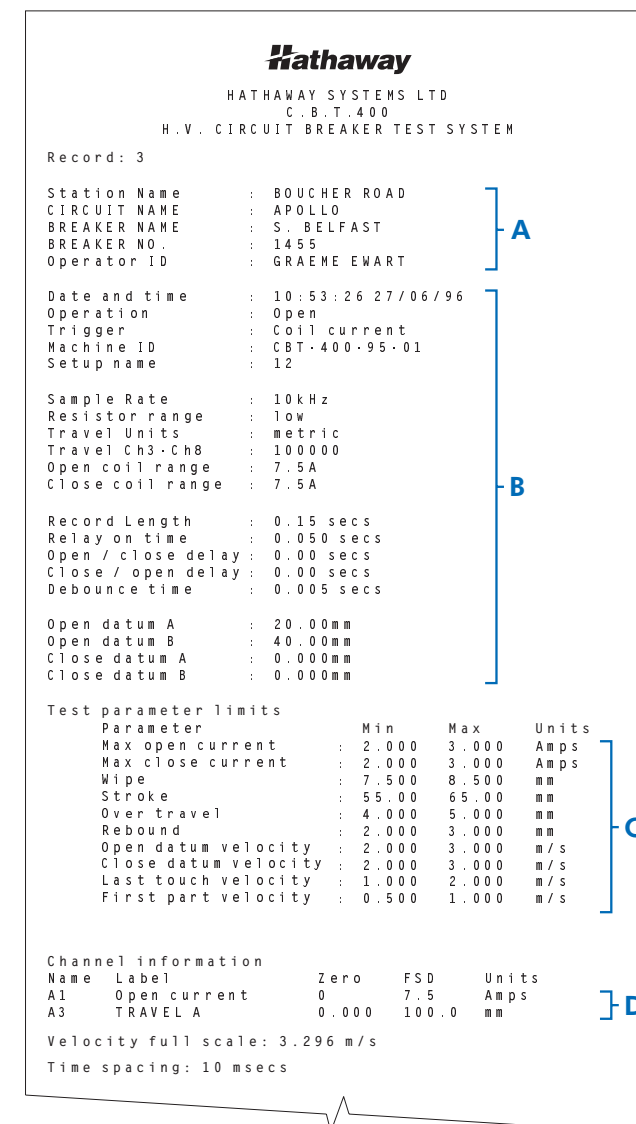 Hathaway
HATHAWAY SYSTEMS LTD
C.B.T.400
H.V. CIRCUIT BREAKER TEST SYSTEM
Record: 3
Station Name : BOUCHER ROAD
CIRCUIT NAME : APOLLO
BREAKER NAME : S. BELFAST
BREAKER NO. : 1455
Operator ID : GRAEME EWART
A
Date and time : 10:53:26 27/06/96
Operation : Open
Trigger : Coil current
Machine ID : CBT-400-95-01
Setup name : 12
Sample Rate : 10kHz
Resistor range : low
Travel Units : metric
Travel Ch3-Ch8 : 100000
Open coil range : 7.5A
Close coil range : 7.5A
B
Record Length : 0.15 secs
Relay on time : 0.050 secs
Open / close delay : 0.00 secs
Close / open delay : 0.00 secs
Debounce time : 0.005 secs
Open datum A : 20.00mm
Open datum B : 40.00mm
Close datum A : 0.000mm
Close datum B : 0.000mm
Test parameter limits
Parameter Min Max Units
Max open current : 2.000 3.000 Amps
Max close current : 2.000 3.000 Amps
Wipe : 7.500 8.500 mm
Stroke : 55.00 65.00 mm
Over travel : 4.000 5.000 mm
Rebound : 2.000 3.000 mm
Open datum velocity : 2.000 3.000 m/s
Close datum velocity : 2.000 3.000 m/s
Last touch velocity : 1.000 2.000 m/s
First part velocity : 0.500 1.000 m/s
C
Channel information
Name Label Zero FSD Units
A1 Open current 0 7.5 Amps
A3 TRAVEL A 0.000 100.0 mm
D
Velocity full scale: 3.296 m/s
Time spacing: 10 msecs